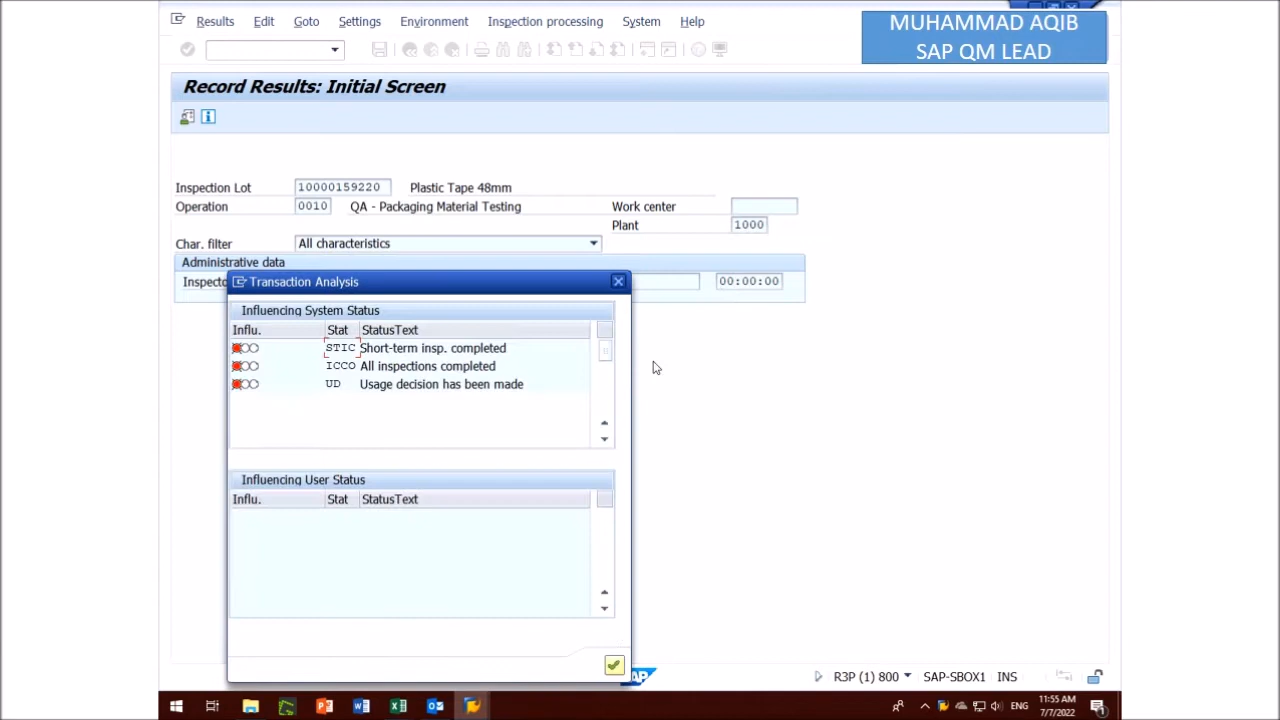 Results Edit Goto Settings Environment Inspection processing System Help
MUHAMMAD AQIB
SAP QM LEAD
Record Results: Initial Screen
Inspection Lot 10000159220 Plastic Tape 48mm
Operation 0010 QA - Packaging Material Testing Work center
Plant 1000
Char. filter All characteristics
Administrative data
Inspecto 00:00:00
Transaction Analysis
Influencing System Status
Influ. Stat StatusText
STIC Short-term insp. completed
ICCO All inspections completed
UD Usage decision has been made
Influencing User Status
Influ. Stat StatusText
SAP R3P (1) 800 SAP-SBOX1 INS
ENG 11:55 AM
7/7/2022